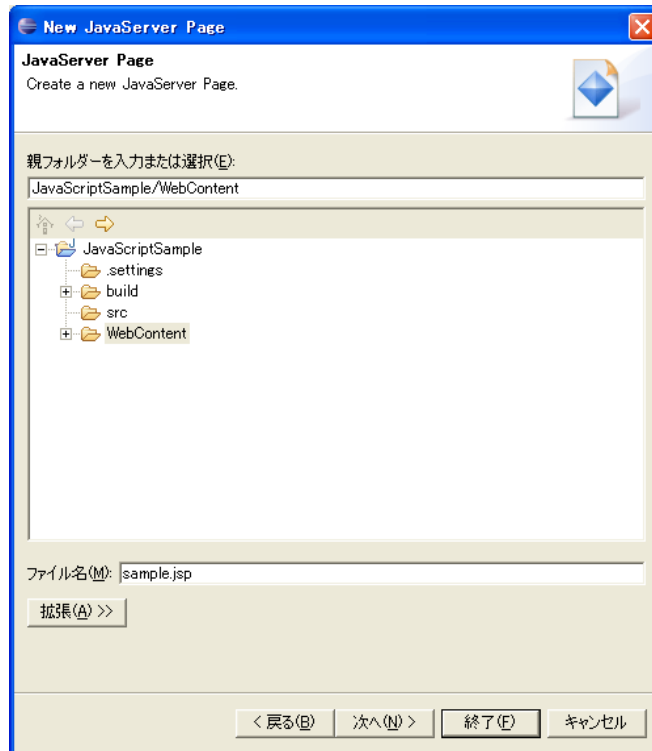 New JavaServer Page
JavaServer Page
Create a new JavaServer Page.
親フォルダーを入力または選択(E):
JavaScriptSample/WebContent
JavaScriptSample
.settings
build
src
WebContent
ファイル名(M): sample.jsp
拡張(A) >>
< 戻る(B) 次へ(N) > 終了(F) キャンセル